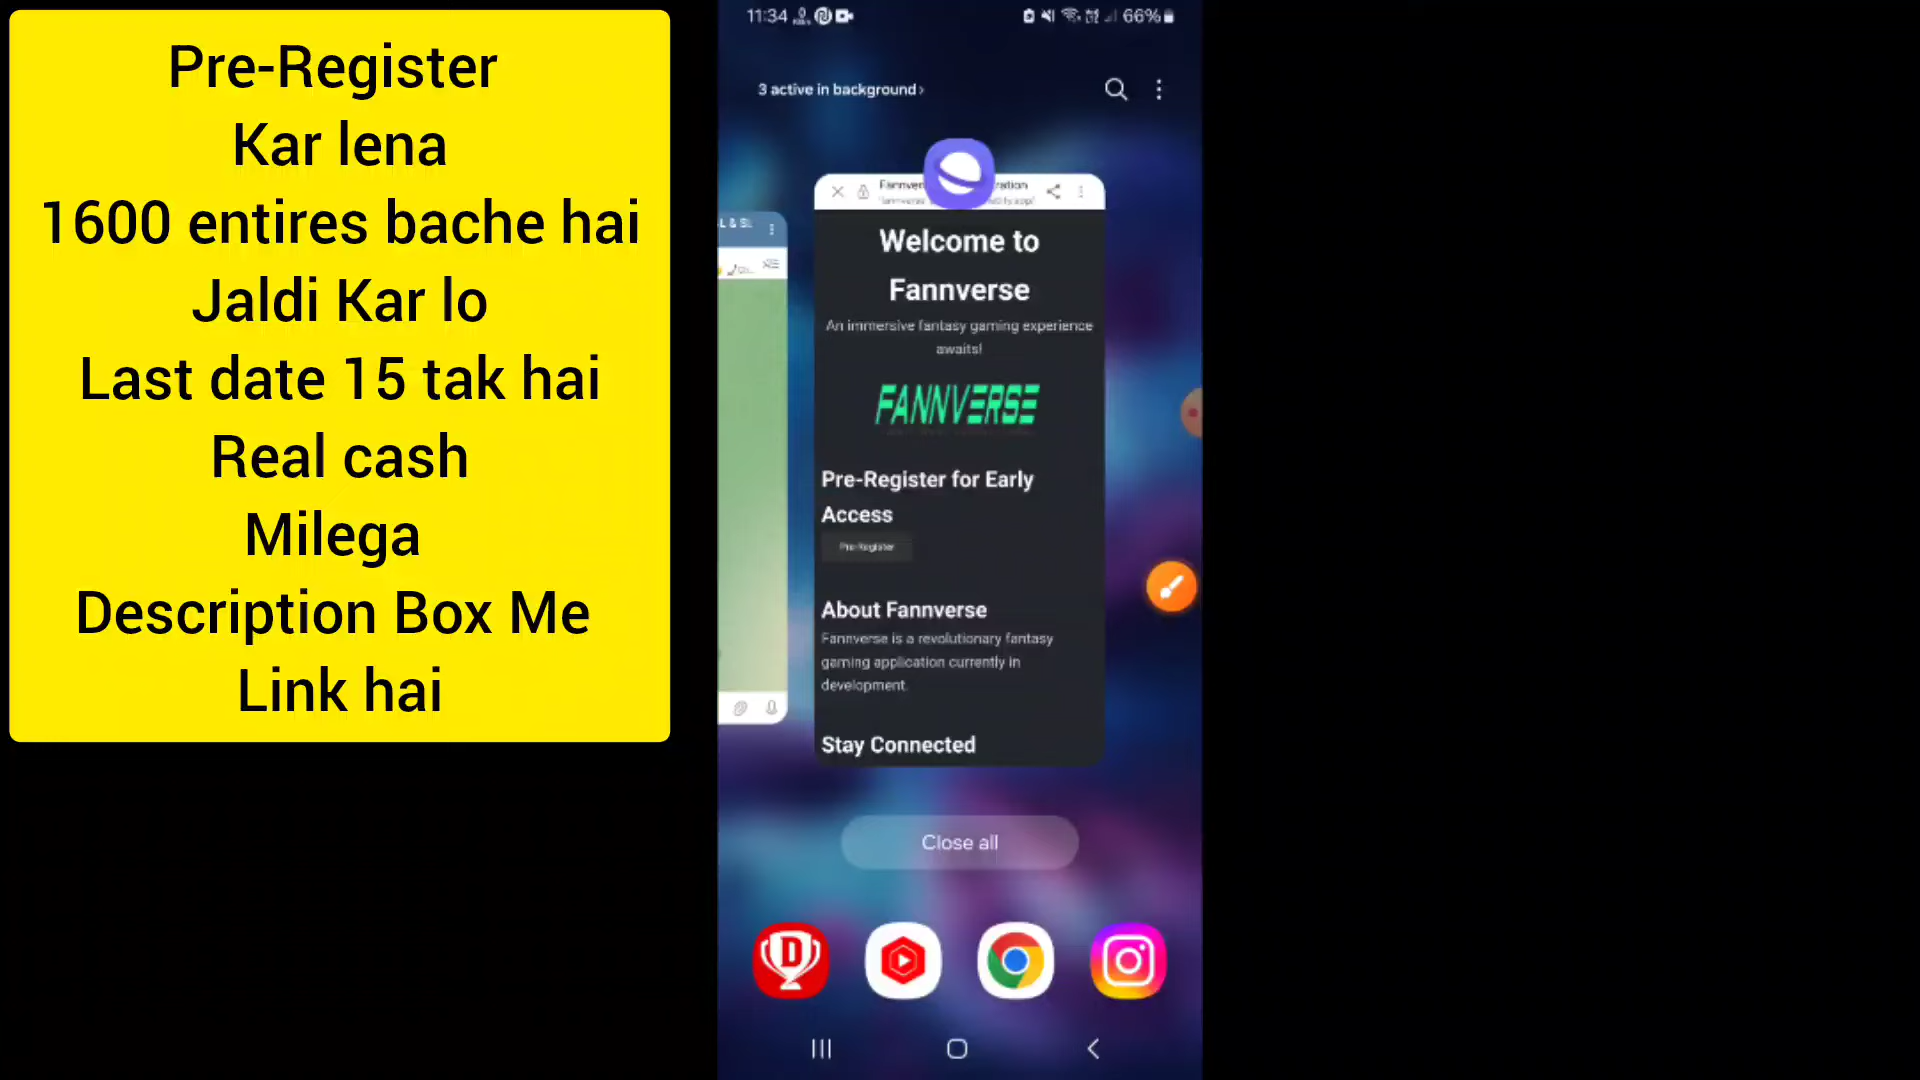 Pre-Register
Kar lena
1600 entires bache hai
Jaldi Kar lo
Last date 15 tak hai
Real cash
Milega
Description Box Me
Link hai
11:34
66%
3 active in background ›
Welcome to
Fannverse
An immersive fantasy gaming experience
awaits!
FANNVERSE
Pre-Register for Early
Access
Pre-Register
About Fannverse
Fannverse is a revolutionary fantasy
gaming application currently in
development.
Stay Connected
Close all
D